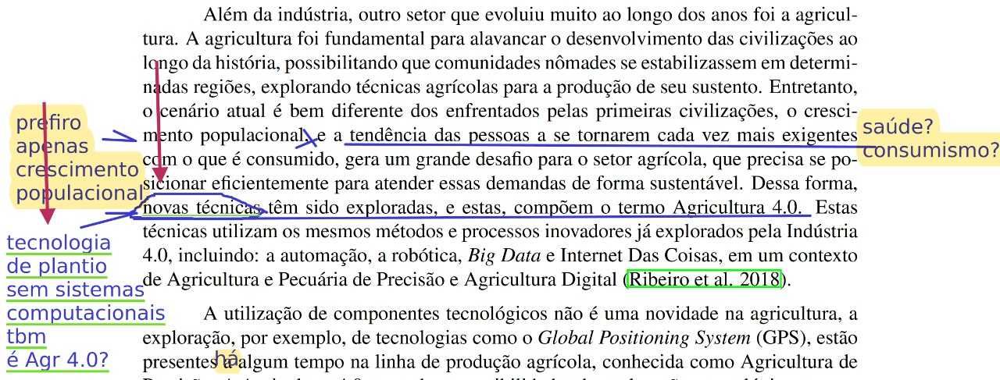 Além da indústria, outro setor que evoluiu muito ao longo dos anos foi a agricul-
tura. A agricultura foi fundamental para alavancar o desenvolvimento das civilizações ao
longo da história, possibilitando que comunidades nômades se estabilizassem em determi-
nadas regiões, explorando técnicas agrícolas para a produção de seu sustento. Entretanto,
o cenário atual é bem diferente dos enfrentados pelas primeiras civilizações, o cresci-
mento populacional, e a tendência das pessoas a se tornarem cada vez mais exigentes
com o que é consumido, gera um grande desafio para o setor agrícola, que precisa se po-
sicionar eficientemente para atender essas demandas de forma sustentável. Dessa forma,
novas técnicas têm sido exploradas, e estas, compõem o termo Agricultura 4.0. Estas
técnicas utilizam os mesmos métodos e processos inovadores já explorados pela Indústria
4.0, incluindo: a automação, a robótica, Big Data e Internet Das Coisas, em um contexto
de Agricultura e Pecuária de Precisão e Agricultura Digital (Ribeiro et al. 2018).
A utilização de componentes tecnológicos não é uma novidade na agricultura, a
exploração, por exemplo, de tecnologias como o Global Positioning System (GPS), estão
presentes a algum tempo na linha de produção agrícola, conhecida como Agricultura de
há
prefiro
apenas
crescimento
populacional
tecnologia
de plantio
sem sistemas
computacionais
tbm
é Agr 4.0?
saúde?
consumismo?